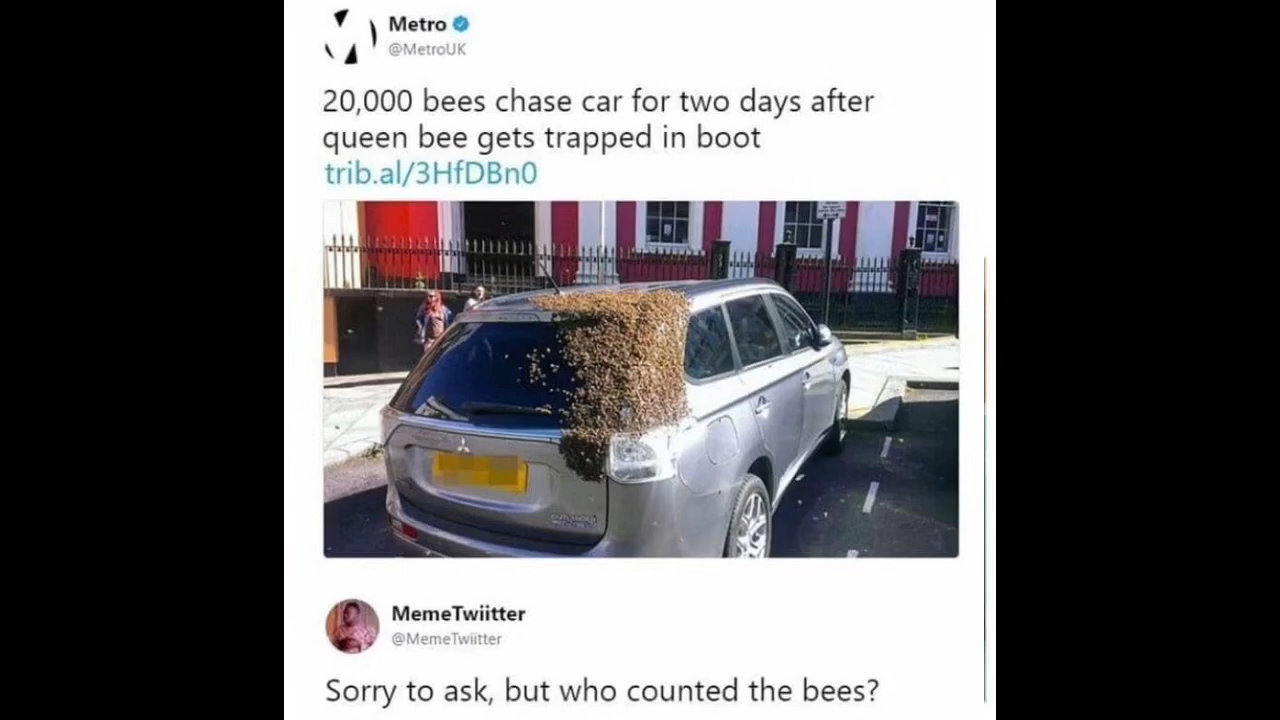 Metro
@MetroUK
20,000 bees chase car for two days after
queen bee gets trapped in boot
trib.al/3HfDBn0
MemeTwiitter
@MemeTwiitter
Sorry to ask, but who counted the bees?